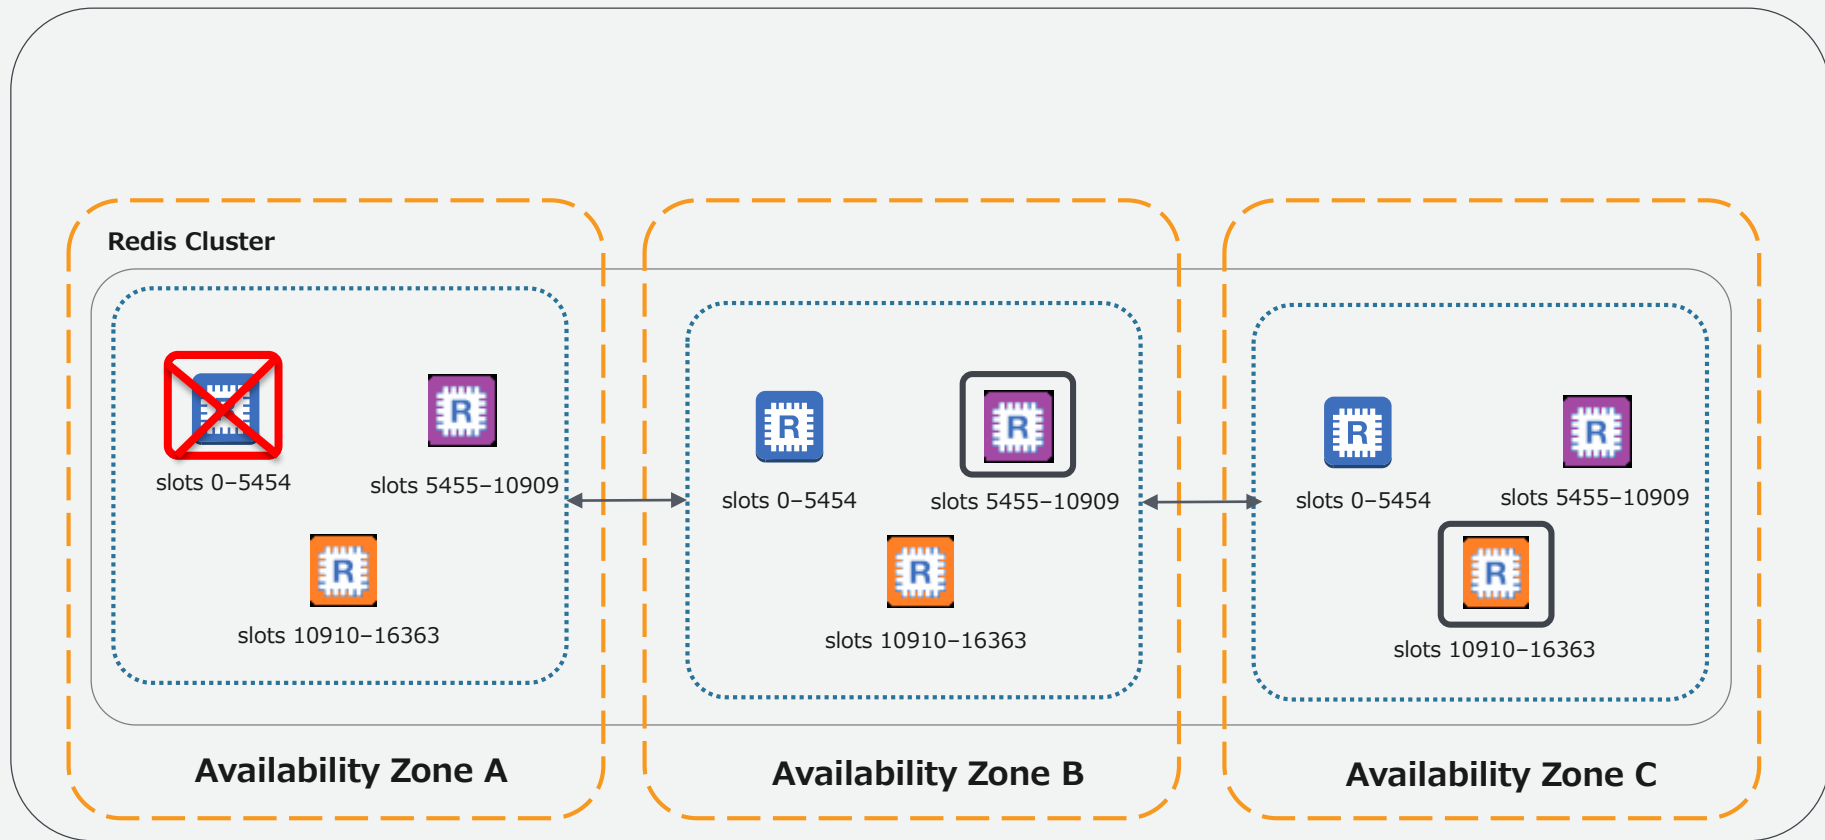 Redis Cluster
slots 0–5454
R
slots 5455–10909
R
slots 10910–16363
R
slots 0–5454
R
slots 5455–10909
R
slots 10910–16363
R
slots 0–5454
R
slots 5455–10909
R
slots 10910–16363
Availability Zone A
Availability Zone B
Availability Zone C